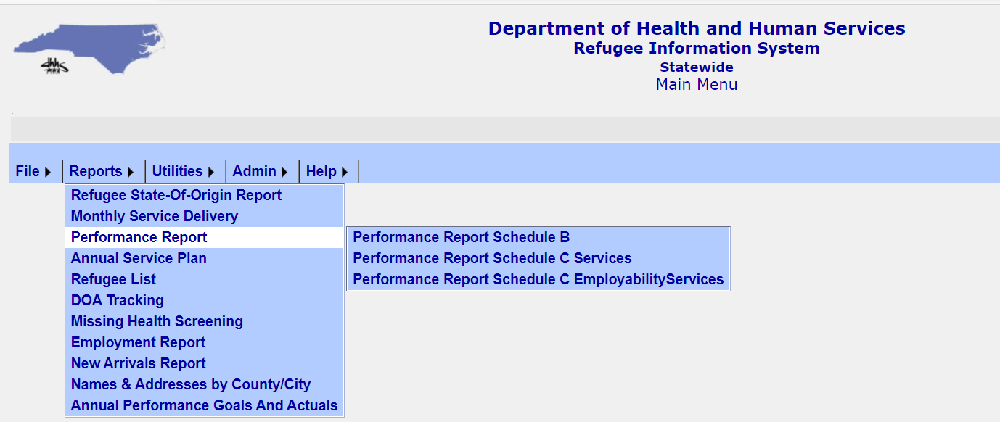 Department of Health and Human Services
Refugee Information System
Statewide
Main Menu
dhhs
File
Reports
Utilities
Admin
Help
Refugee State-Of-Origin Report
Monthly Service Delivery
Performance Report
Performance Report Schedule B
Annual Service Plan
Performance Report Schedule C Services
Refugee List
Performance Report Schedule C EmployabilityServices
DOA Tracking
Missing Health Screening
Employment Report
New Arrivals Report
Names & Addresses by County/City
Annual Performance Goals And Actuals